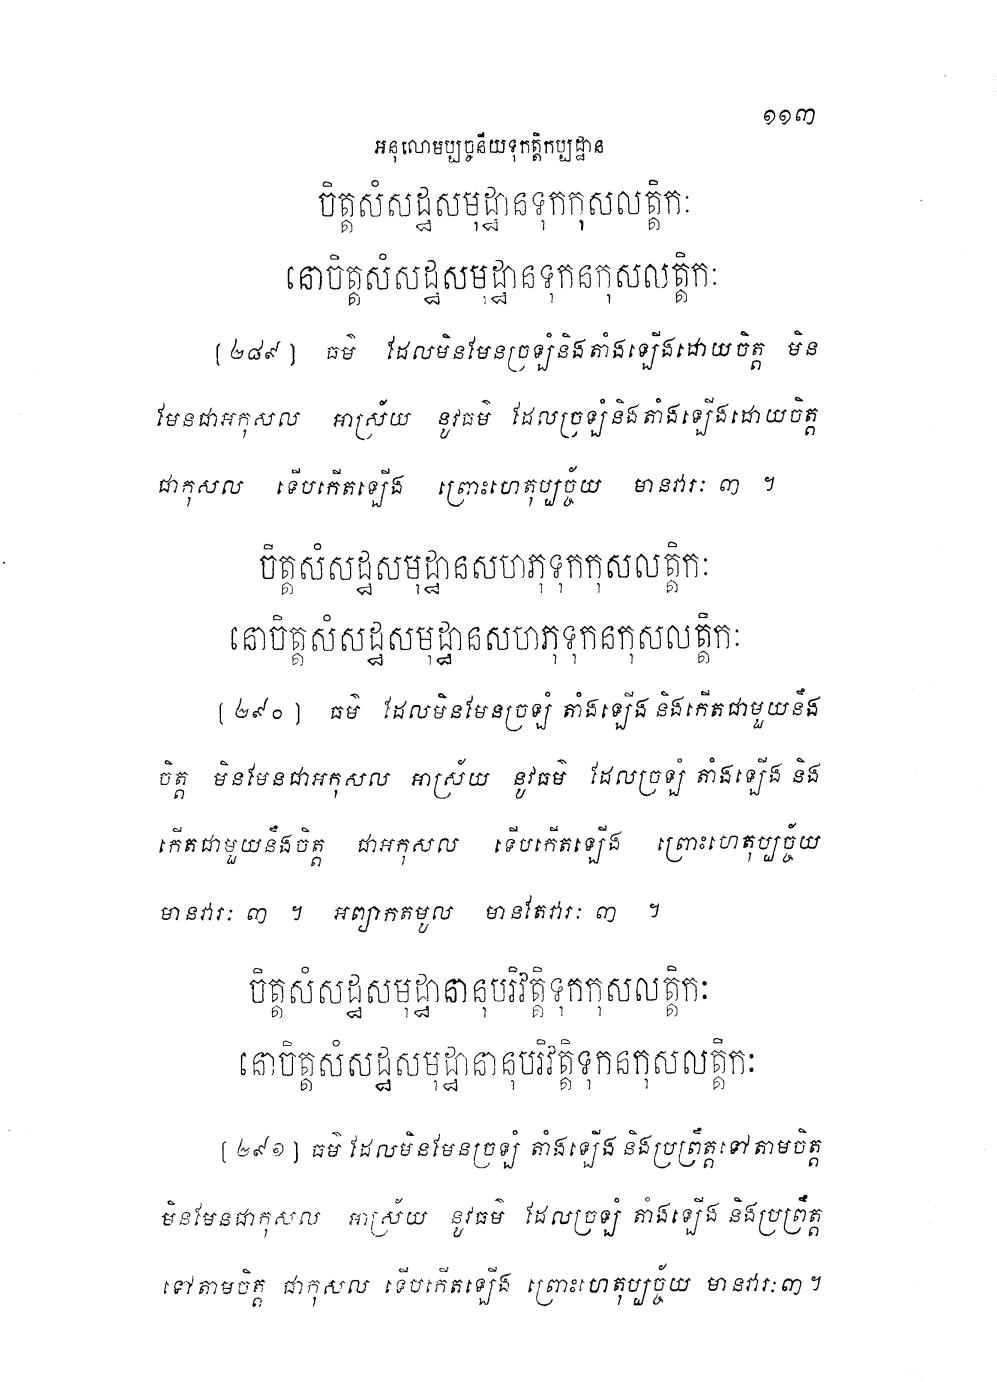 ១១៣
អនុលោមប្បច្ចនីយទុកត្តិកប្បដ្ឋាន
ចិត្តសំសដ្ឋសមុដ្ឋានទុកកុសលត្តិកៈ
នោចិត្តសំសដ្ឋសមុដ្ឋានទុកនកុសលត្តិកៈ
[២៨៩] ធម៌ ដែលមិនមែនច្រឡំនិងតាំងឡើងដោយចិត្ត មិន
មែនជាអកុសល អាស្រ័យ នូវធម៌ ដែលច្រឡំនិងតាំងឡើងដោយចិត្ត
ជាកុសល ទើបកើតឡើង ព្រោះហេតុប្បច្ច័យ មានវារៈ ៣ ។
ចិត្តសំសដ្ឋសមុដ្ឋានសហភុទុកកុសលត្តិកៈ
នោចិត្តសំសដ្ឋសមុដ្ឋានសហភុទុកនកុសលត្តិកៈ
[២៩០] ធម៌ ដែលមិនមែនច្រឡំ តាំងឡើង និងកើតជាមួយនឹង
ចិត្ត មិនមែនជាអកុសល អាស្រ័យ នូវធម៌ ដែលច្រឡំ តាំងឡើង និង
កើតជាមួយនឹងចិត្ត ជាអកុសល ទើបកើតឡើង ព្រោះហេតុប្បច្ច័យ
មានវារៈ ៣ ។ អព្យាកតមូល មានតែវារៈ ៣ ។
ចិត្តសំសដ្ឋសមុដ្ឋានានុបរិវត្តិទុកកុសលត្តិកៈ
នោចិត្តសំសដ្ឋសមុដ្ឋានានុបរិវត្តិទុកនកុសលត្តិកៈ
[២៩១] ធម៌ ដែលមិនមែនច្រឡំ តាំងឡើង និងប្រព្រឹត្តទៅតាមចិត្ត
មិនមែនជាកុសល អាស្រ័យ នូវធម៌ ដែលច្រឡំ តាំងឡើង និងប្រព្រឹត្ត
ទៅតាមចិត្ត ជាកុសល ទើបកើតឡើង ព្រោះហេតុប្បច្ច័យ មានវារៈ ៣ ។